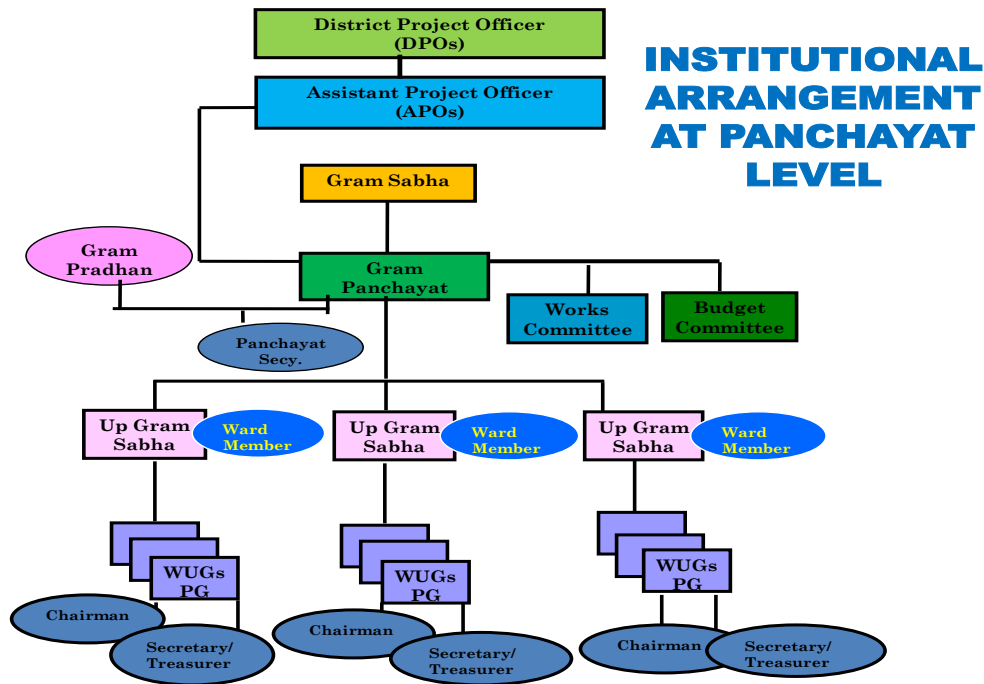 District Project Officer
(DPOs)
INSTITUTIONAL
ARRANGEMENT
AT PANCHAYAT
LEVEL
Assistant Project Officer
(APOs)
Gram Sabha
Gram
Pradhan
Gram
Panchayat
Works
Committee
Budget
Committee
Panchayat
Secy.
Up Gram
Sabha
Ward
Member
Up Gram
Sabha
Ward
Member
Up Gram
Sabha
Ward
Member
WUGs
PG
WUGs
PG
WUGs
PG
Chairman
Secretary/
Treasurer
Chairman
Secretary/
Treasurer
Chairman
Secretary/
Treasurer